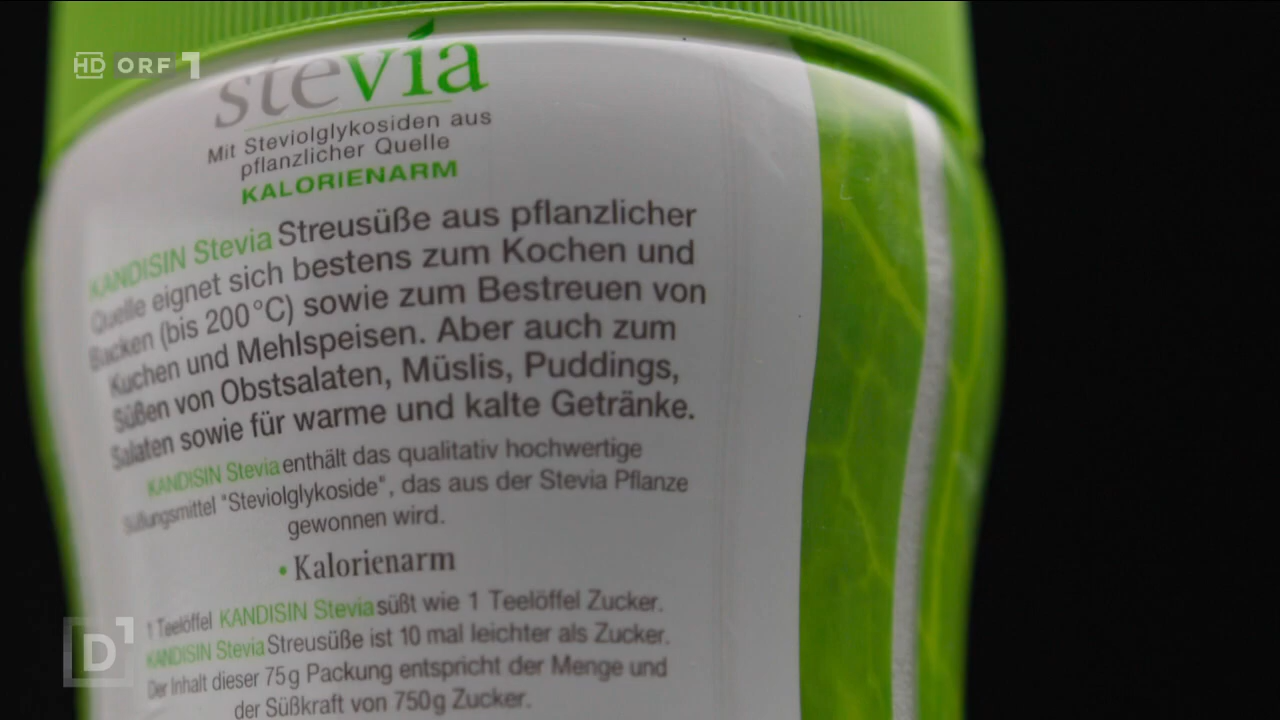 HD ORF 1
stevia
Mit Steviolglykosiden aus
pflanzlicher Quelle
KALORIENARM
KANDISIN Stevia Streusüße aus pflanzlicher
Quelle eignet sich bestens zum Kochen und
Backen (bis 200°C) sowie zum Bestreuen von
Kuchen und Mehlspeisen. Aber auch zum
Süßen von Obstsalaten, Müslis, Puddings,
Salaten sowie für warme und kalte Getränke.
KANDISIN Stevia enthält das qualitativ hochwertige
Süßungsmittel "Steviolglykoside", das aus der Stevia Pflanze
gewonnen wird.
• Kalorienarm
1 Teelöffel KANDISIN Stevia süßt wie 1 Teelöffel Zucker.
KANDISIN Stevia Streusüße ist 10 mal leichter als Zucker.
Der Inhalt dieser 75g Packung entspricht der Menge und
der Süßkraft von 750g Zucker.
D1